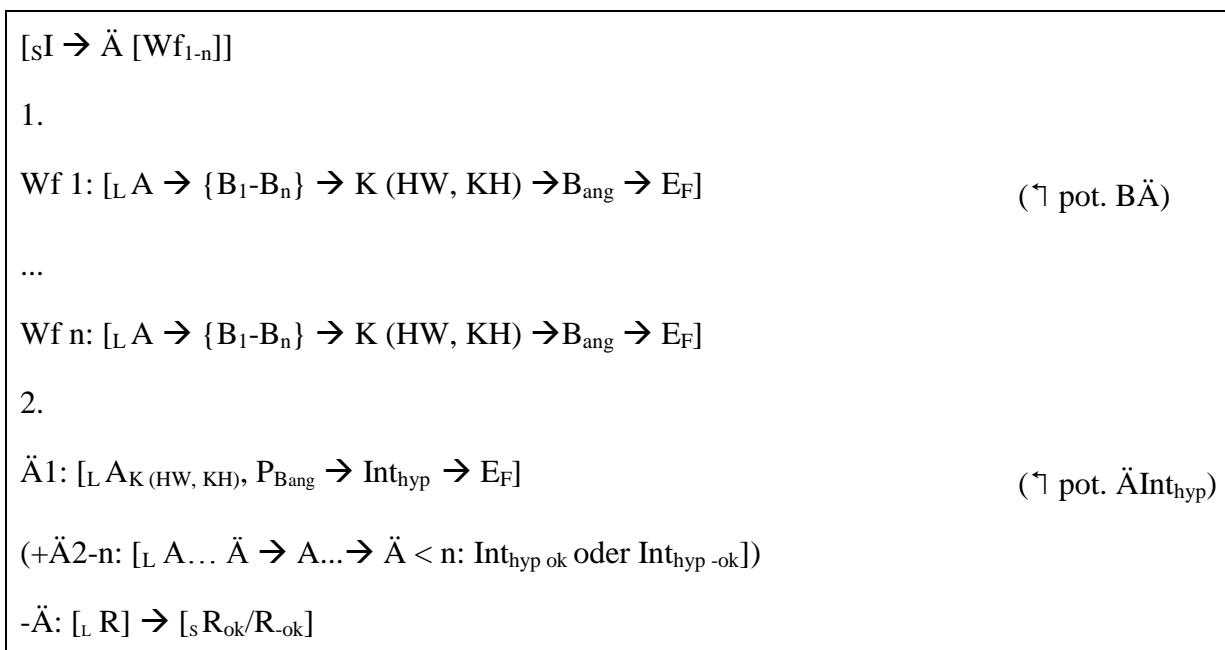 [SI → Ä [Wf1-n]]
1.
Wf 1: [L A → {B1-Bn} → K (HW, KH) →Bang → EF] (↰ pot. BÄ)
...
Wf n: [L A → {B1-Bn} → K (HW, KH) →Bang → EF]
2.
Ä1: [L AK (HW, KH), PBang → Inthyp → EF] (↰ pot. ÄInthyp)
(+Ä2-n: [L A… Ä → A...→ Ä < n: Inthyp ok oder Inthyp -ok])
-Ä: [L R] → [s Rok/R-ok]